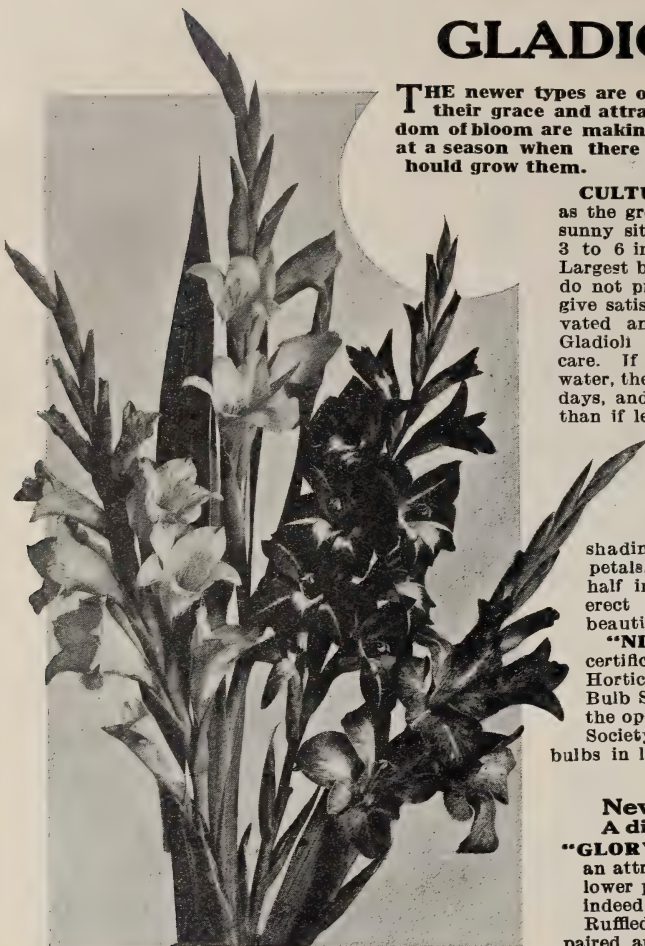 GLADIO
THE newer types are o
their grace and attra
dom of bloom are makin
at a season when there
hould grow them.
CULTU
as the gr
sunny sit
3 to 6 in
Largest b
do not pr
give satis
vated an
Gladioli
care. If
water, the
days, and
than if le
shadin
petals.
half in
erect
beauti
"NI
certific
Hortic
Bulb S
the op
Society
bulbs in l
Nev
A di
"GLORY
an attr
lower p
indeed
Ruffled
paired an